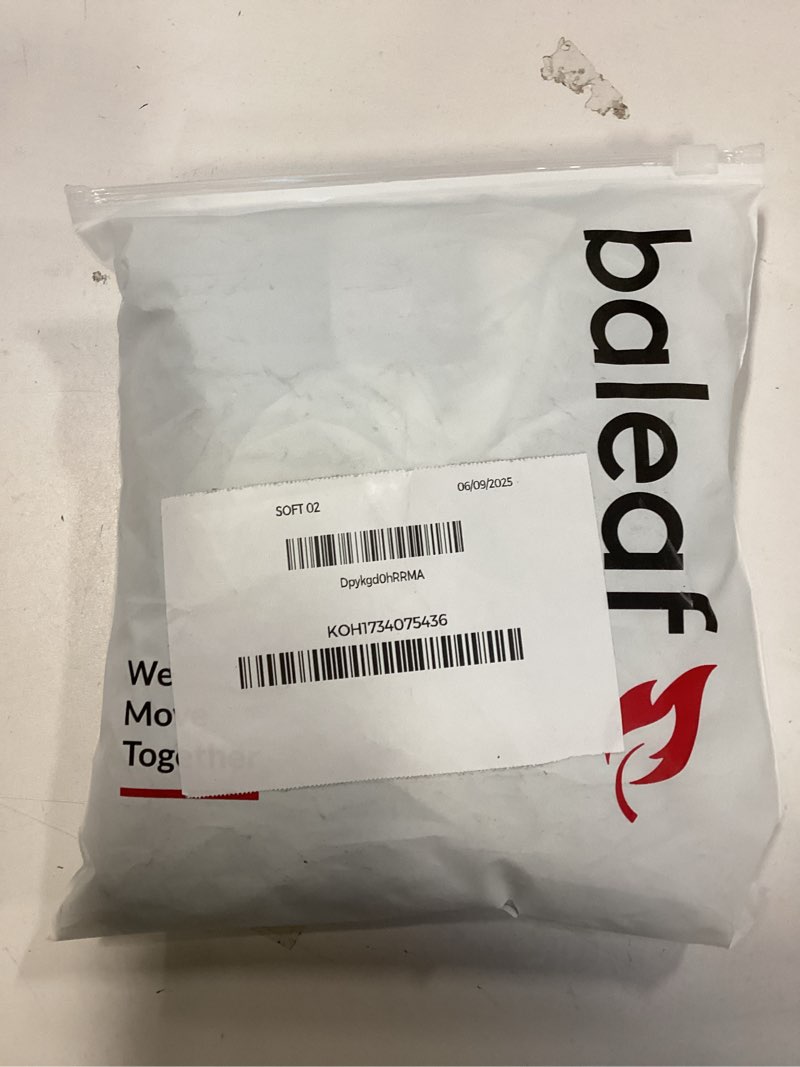 baleaf
SOFT 02
06/09/2025
Dpykgd0hRRMA
KOH1734075436
We
Move
Together